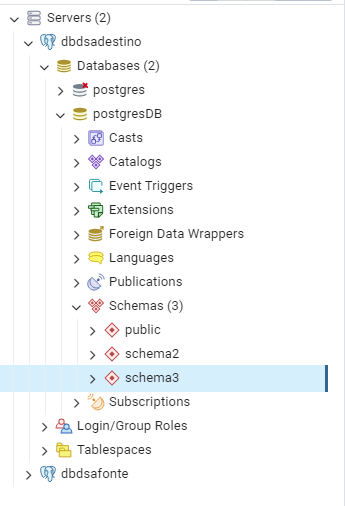 Servers (2)
dbdsadestino
Databases (2)
postgres
postgresDB
Casts
Catalogs
Event Triggers
Extensions
Foreign Data Wrappers
Languages
Publications
Schemas (3)
public
schema2
schema3
Subscriptions
Login/Group Roles
Tablespaces
dbdsafonte